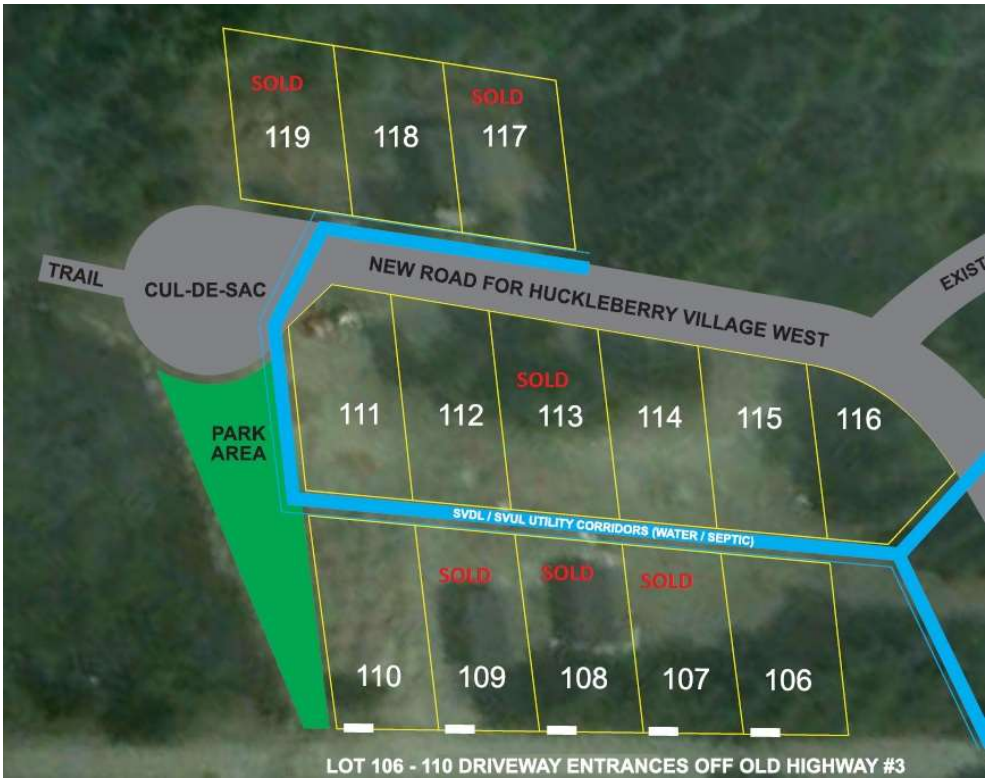 SOLD
SOLD
119
118
117
TRAIL
CUL-DE-SAC
NEW ROAD FOR HUCKLEBERRY VILLAGE WEST
EXIST
SOLD
111
112
113
114
115
116
PARK
AREA
SVDL / SVUL UTILITY CORRIDORS (WATER / SEPTIC)
SOLD
SOLD
SOLD
110
109
108
107
106
LOT 106 - 110 DRIVEWAY ENTRANCES OFF OLD HIGHWAY #3